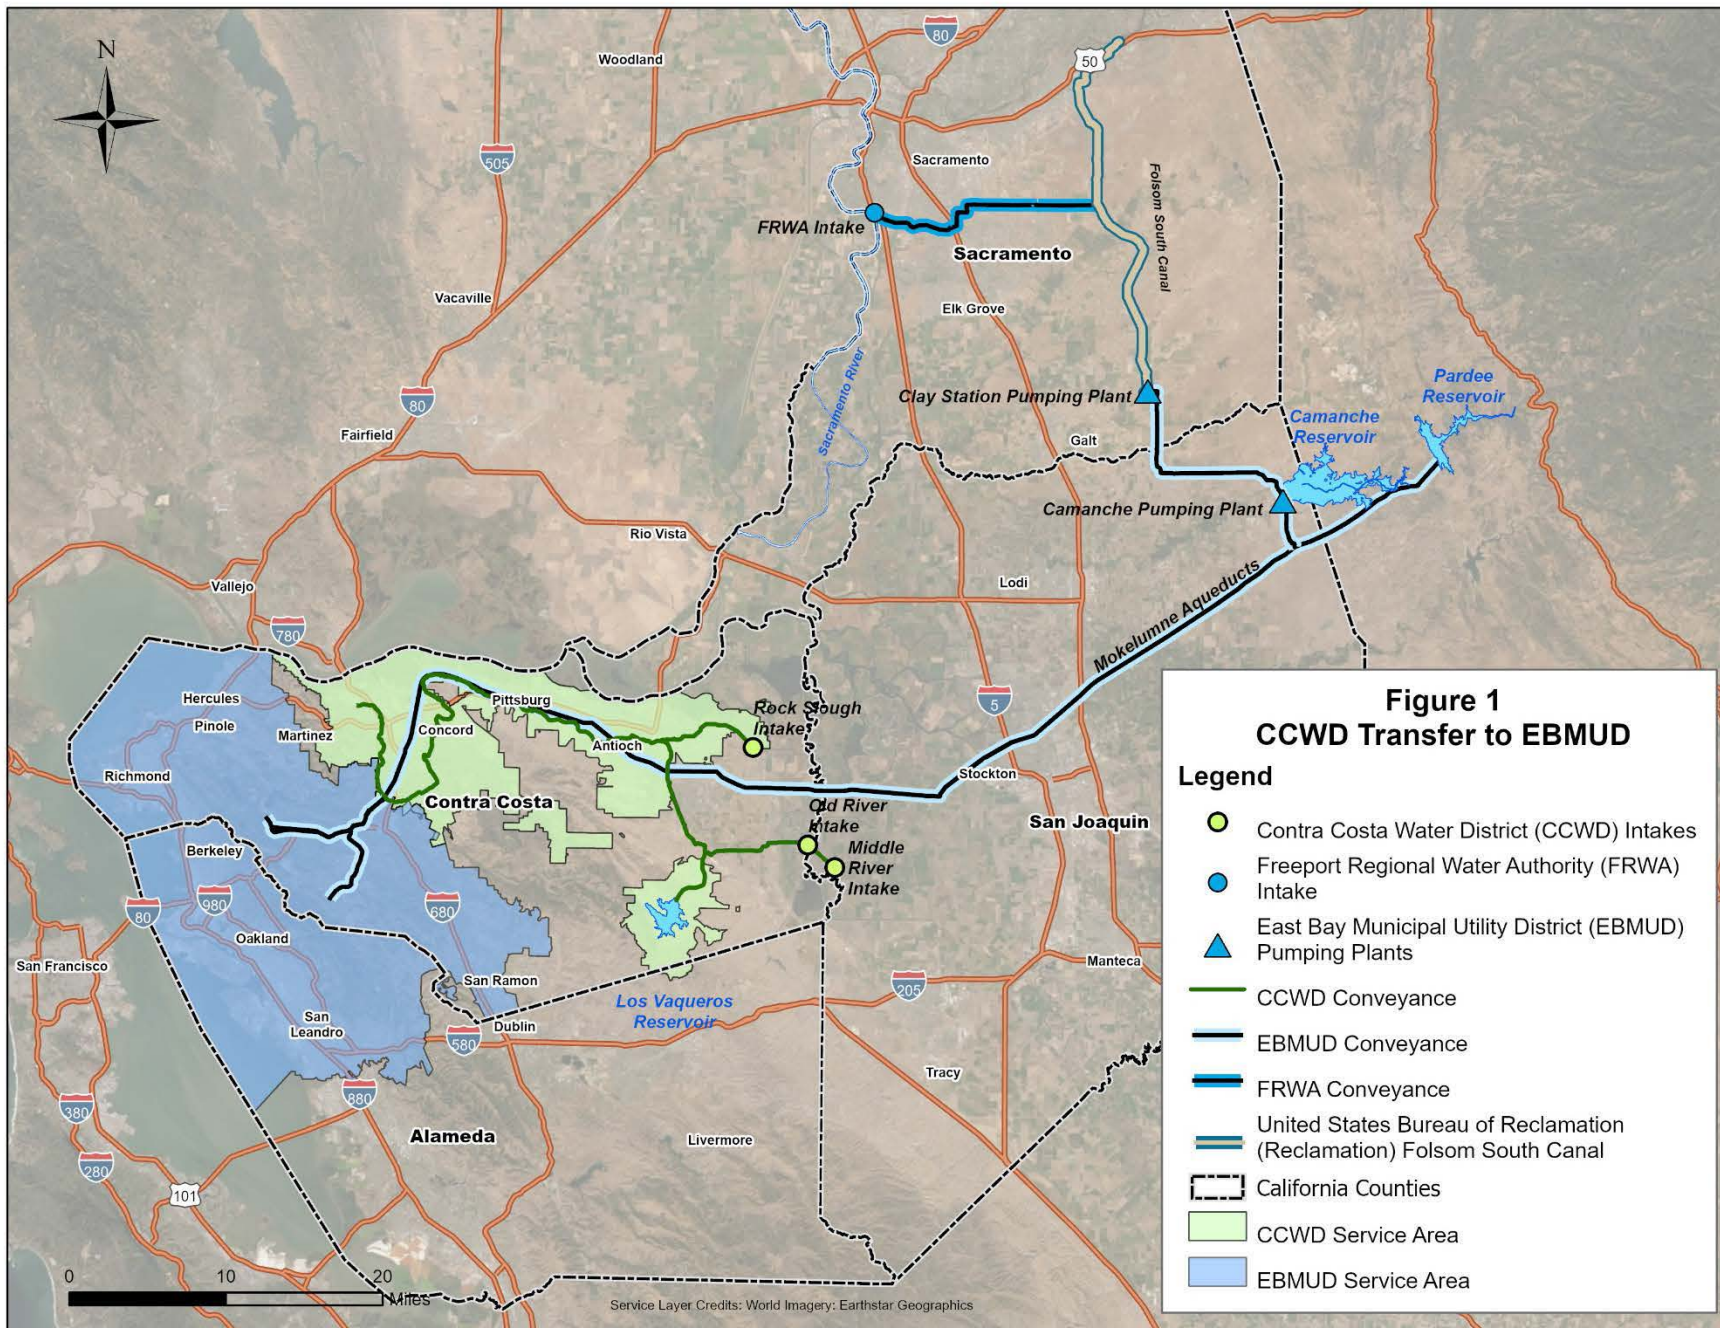 N
80
Woodland
50
505
Sacramento
Folsom South Canal
FRWA Intake
Sacramento
Vacaville
Elk Grove
Sacramento River
Pardee
Reservoir
80
Clay Station Pumping Plant
Camanche
Reservoir
Fairfield
Galt
Camanche Pumping Plant
Rio Vista
Lodi
Vallejo
Mokelumne Aqueducts
780
Hercules
Pittsburg
5
Rock Slough
Intake
Pinole
Concord
Martinez
Antioch
Richmond
Stockton
Contra Costa
Old River
Intake
San Joaquin
Middle
River
Intake
Berkeley
980
680
80
Oakland
San Francisco
Manteca
San Ramon
205
Los Vaqueros
Reservoir
San
Leandro
Dublin
580
Tracy
880
380
Alameda
Livermore
280
101
0 10 20
Miles
Service Layer Credits: World Imagery: Earthstar Geographics
Figure 1
CCWD Transfer to EBMUD
Legend
Contra Costa Water District (CCWD) Intakes
Freeport Regional Water Authority (FRWA)
Intake
East Bay Municipal Utility District (EBMUD)
Pumping Plants
CCWD Conveyance
EBMUD Conveyance
FRWA Conveyance
United States Bureau of Reclamation
(Reclamation) Folsom South Canal
California Counties
CCWD Service Area
EBMUD Service Area